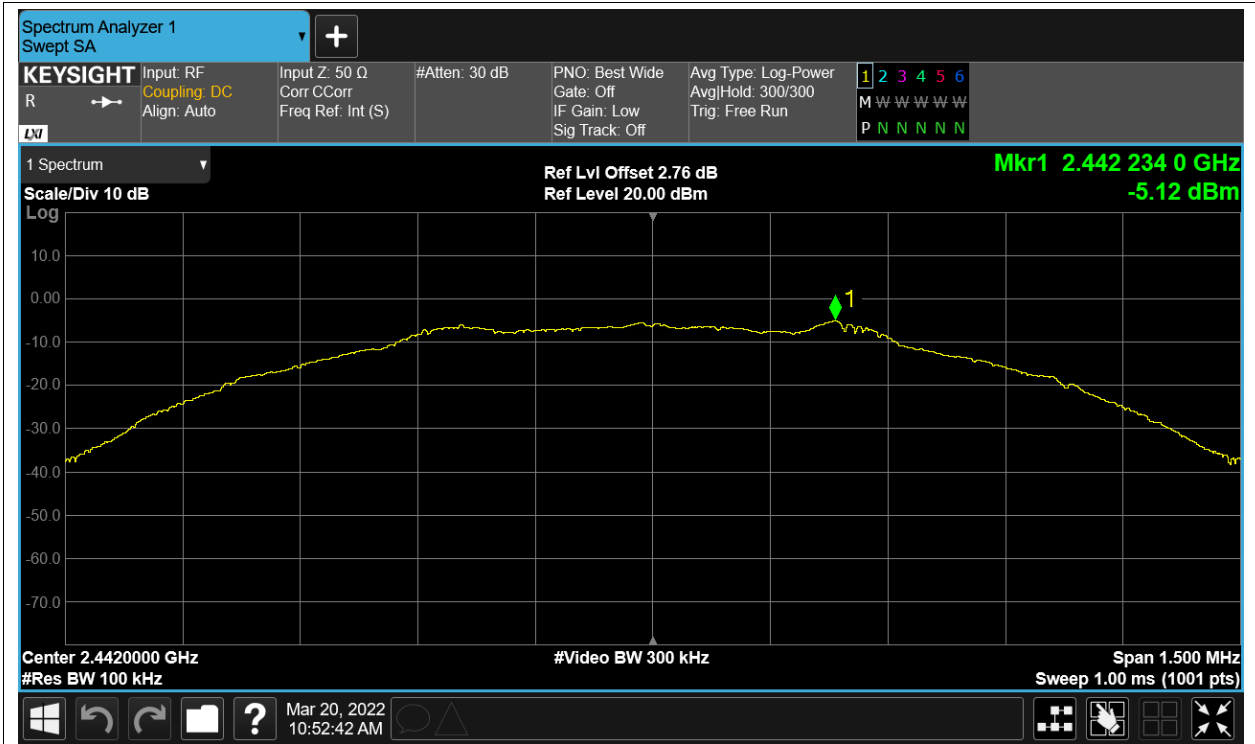 Spectrum Analyzer 1
Swept SA
KEYSIGHT
R
LXI
Input: RF
Coupling: DC
Align: Auto
Input Z: 50 Ω
Corr CCorr
Freq Ref: Int (S)
#Atten: 30 dB
PNO: Best Wide
Gate: Off
IF Gain: Low
Sig Track: Off
Avg Type: Log-Power
Avg|Hold: 300/300
Trig: Free Run
1 2 3 4 5 6
M W W W W W
P N N N N N
1 Spectrum
Scale/Div 10 dB
Ref Lvl Offset 2.76 dB
Ref Level 20.00 dBm
Mkr1 2.442 234 0 GHz
-5.12 dBm
Log
10.0
0.00
-10.0
-20.0
-30.0
-40.0
-50.0
-60.0
-70.0
1
Center 2.4420000 GHz
#Res BW 100 kHz
#Video BW 300 kHz
Span 1.500 MHz
Sweep 1.00 ms (1001 pts)
?
Mar 20, 2022
10:52:42 AM